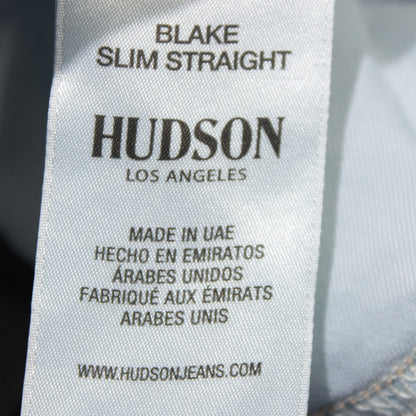 BLAKE
SLIM STRAIGHT
HUDSON
LOS ANGELES
MADE IN UAE
HECHO EN EMIRATOS
ÁRABES UNIDOS
FABRIQUÉ AUX ÉMIRATS
ARABES UNIS
WWW.HUDSONJEANS.COM